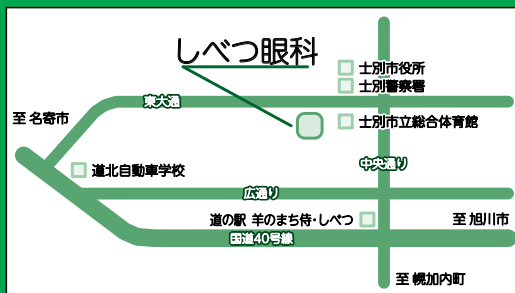 しべつ眼科
士別市役所
士別警察署
東大通
至 名寄市
士別市立総合体育館
中央通り
道北自動車学校
広通り
道の駅 羊のまち侍・しべつ
至 旭川市
国道40号線
至 幌加内町